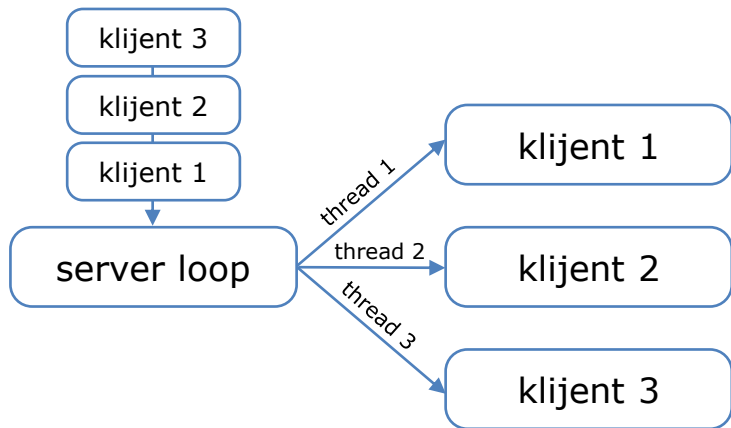 klijent 3
klijent 2
klijent 1
server loop
thread 1
thread 2
thread 3
klijent 1
klijent 2
klijent 3